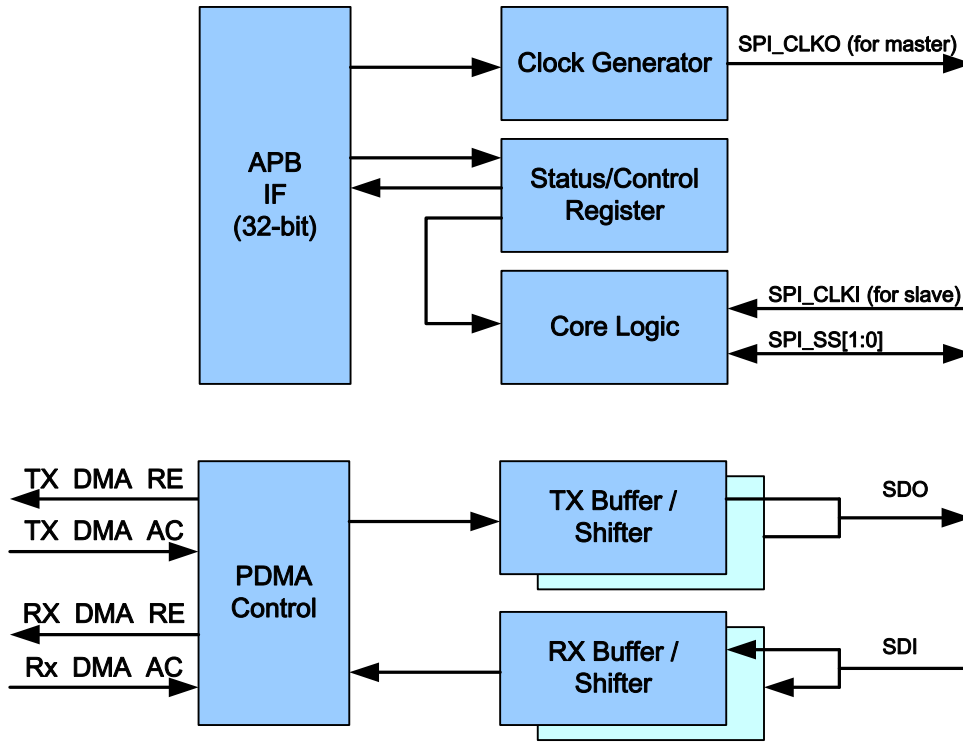 Clock Generator
SPI_CLKO (for master)
APB
IF
(32-bit)
Status/Control
Register
Core Logic
SPI_CLKI (for slave)
SPI_SS[1:0]
TX DMA RE
TX DMA AC
RX DMA RE
Rx DMA AC
PDMA
Control
TX Buffer /
Shifter
SDO
RX Buffer /
Shifter
SDI